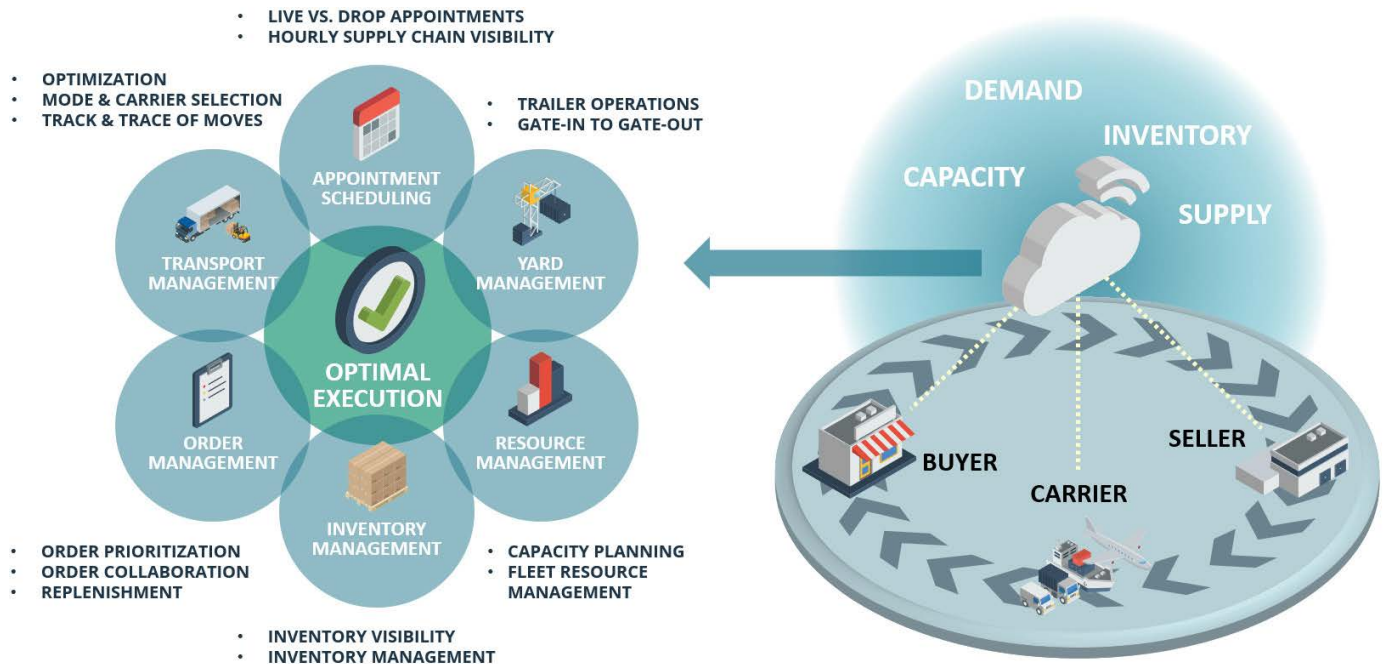 • LIVE VS. DROP APPOINTMENTS
• HOURLY SUPPLY CHAIN VISIBILITY
• OPTIMIZATION
• MODE & CARRIER SELECTION
• TRACK & TRACE OF MOVES
• TRAILER OPERATIONS
• GATE-IN TO GATE-OUT
APPOINTMENT
SCHEDULING
TRANSPORT
MANAGEMENT
YARD
MANAGEMENT
OPTIMAL
EXECUTION
ORDER
MANAGEMENT
RESOURCE
MANAGEMENT
INVENTORY
MANAGEMENT
• ORDER PRIORITIZATION
• ORDER COLLABORATION
• REPLENISHMENT
• CAPACITY PLANNING
• FLEET RESOURCE
MANAGEMENT
• INVENTORY VISIBILITY
• INVENTORY MANAGEMENT
DEMAND
INVENTORY
CAPACITY
SUPPLY
BUYER
SELLER
CARRIER